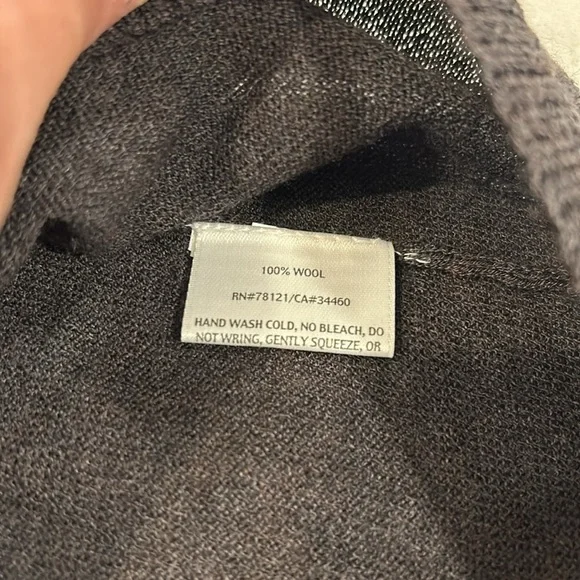 100% WOOL
RN#78121/CA#34460
HAND WASH COLD, NO BLEACH, DO
NOT WRING, GENTLY SQUEEZE, OR